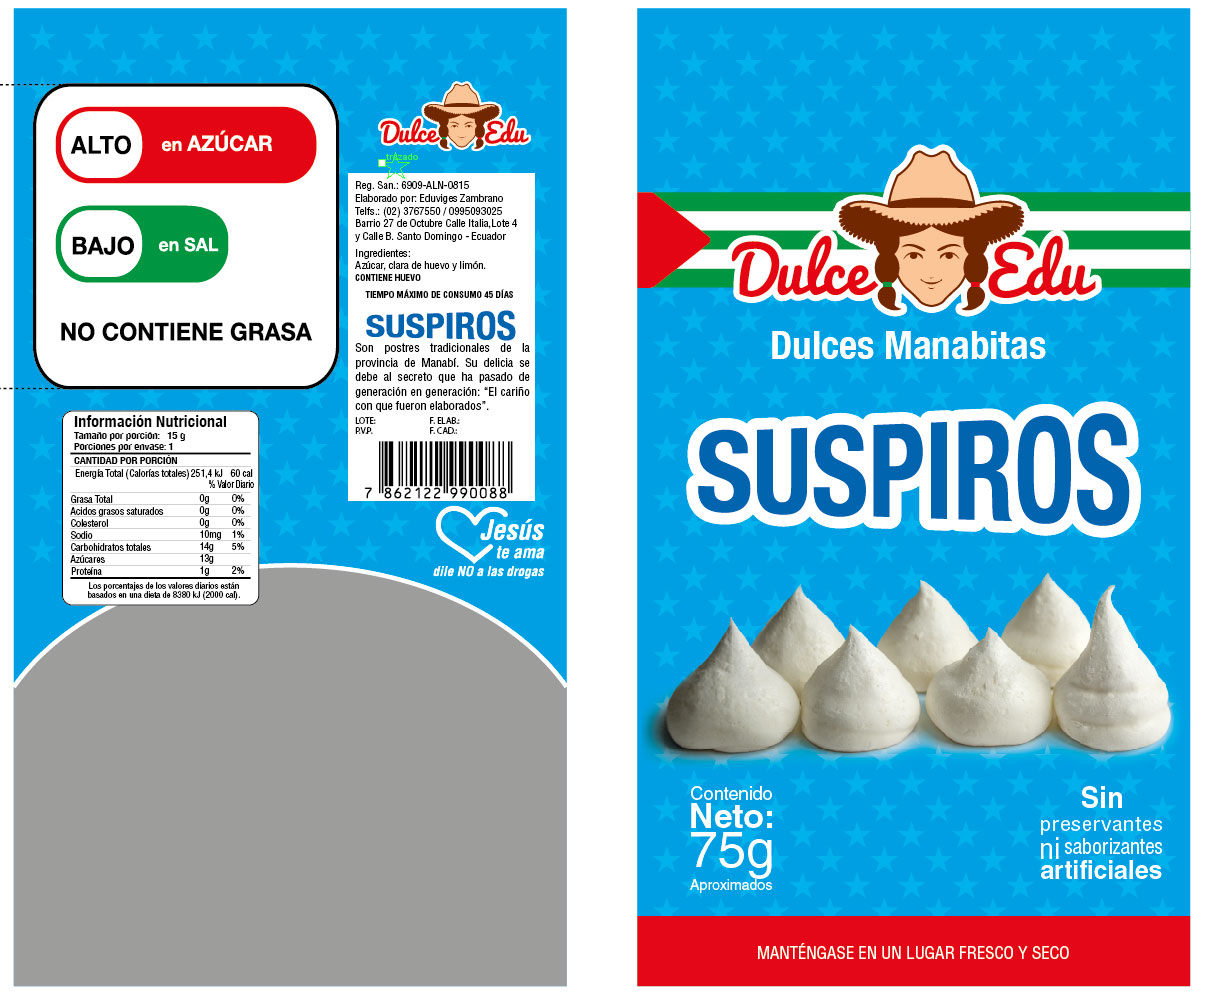 ALTO en AZÚCAR
BAJO en SAL
NO CONTIENE GRASA
Información Nutricional
Tamaño por porción: 15 g
Porciones por envase: 1
CANTIDAD POR PORCIÓN
Energía Total (Calorías totales) 251,4 kJ 60 cal
% Valor Diario
Grasa Total 0g 0%
Acidos grasos saturados 0g 0%
Colesterol 0g 0%
Sodio 10mg 1%
Carbohidratos totales 14g 5%
Azúcares 13g
Proteína 1g 2%
Los porcentajes de los valores diarios están
basados en una dieta de 8380 kJ (2000 cal).
Dulce Edu
trazado
Reg. San.: 6909-ALN-0815
Elaborado por: Eduviges Zambrano
Telfs.: (02) 3767550 / 0995093025
Barrio 27 de Octubre Calle Italia,Lote 4
y Calle B. Santo Domingo - Ecuador
Ingredientes:
Azúcar, clara de huevo y limón.
CONTIENE HUEVO
TIEMPO MÁXIMO DE CONSUMO 45 DÍAS
SUSPIROS
Son postres tradicionales de la
provincia de Manabí. Su delicia se
debe al secreto que ha pasado de
generación en generación: “El cariño
con que fueron elaborados”.
LOTE: F. ELAB.:
P.V.P. F. CAD.:
7 862122 990088
Jesús
te ama
dile NO a las drogas
Dulce Edu
Dulces Manabitas
SUSPIROS
Contenido
Neto:
75g
Aproximados
Sin
preservantes
ni saborizantes
artificiales
MANTÉNGASE EN UN LUGAR FRESCO Y SECO